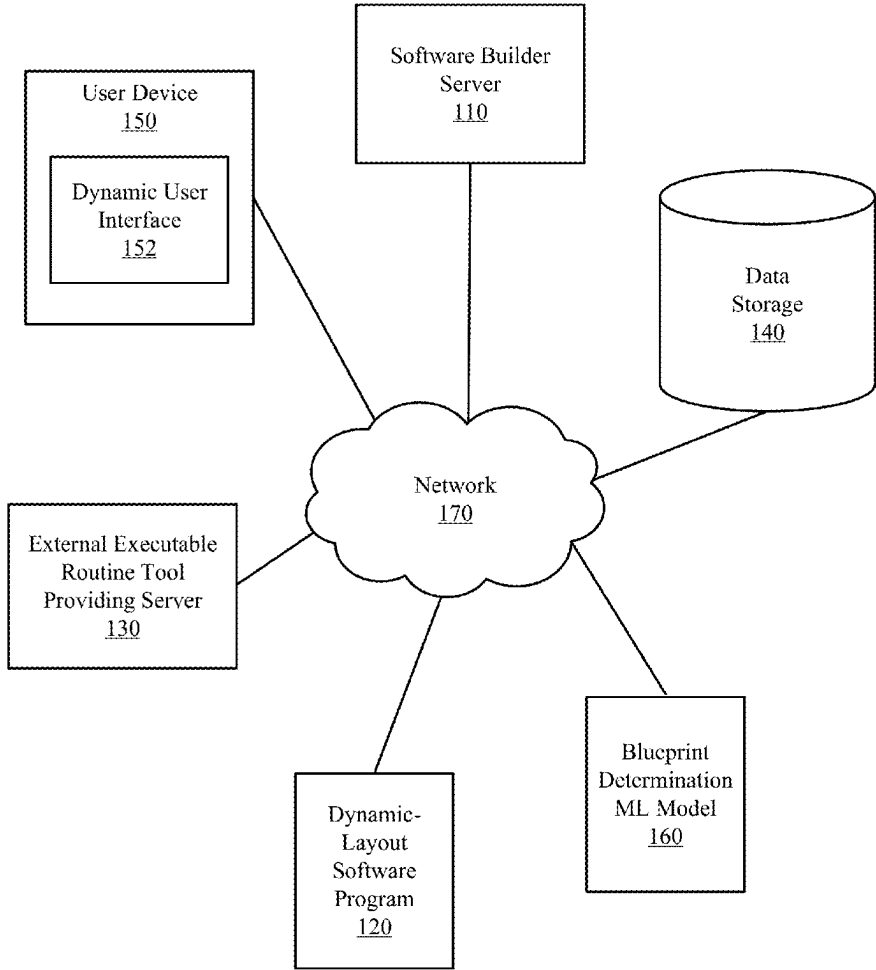 Software Builder
Server
110
User Device
150
Dynamic User
Interface
152
Data
Storage
140
Network
170
External Executable
Routine Tool
Providing Server
130
Blueprint
Determination
ML Model
160
Dynamic-
Layout
Software
Program
120